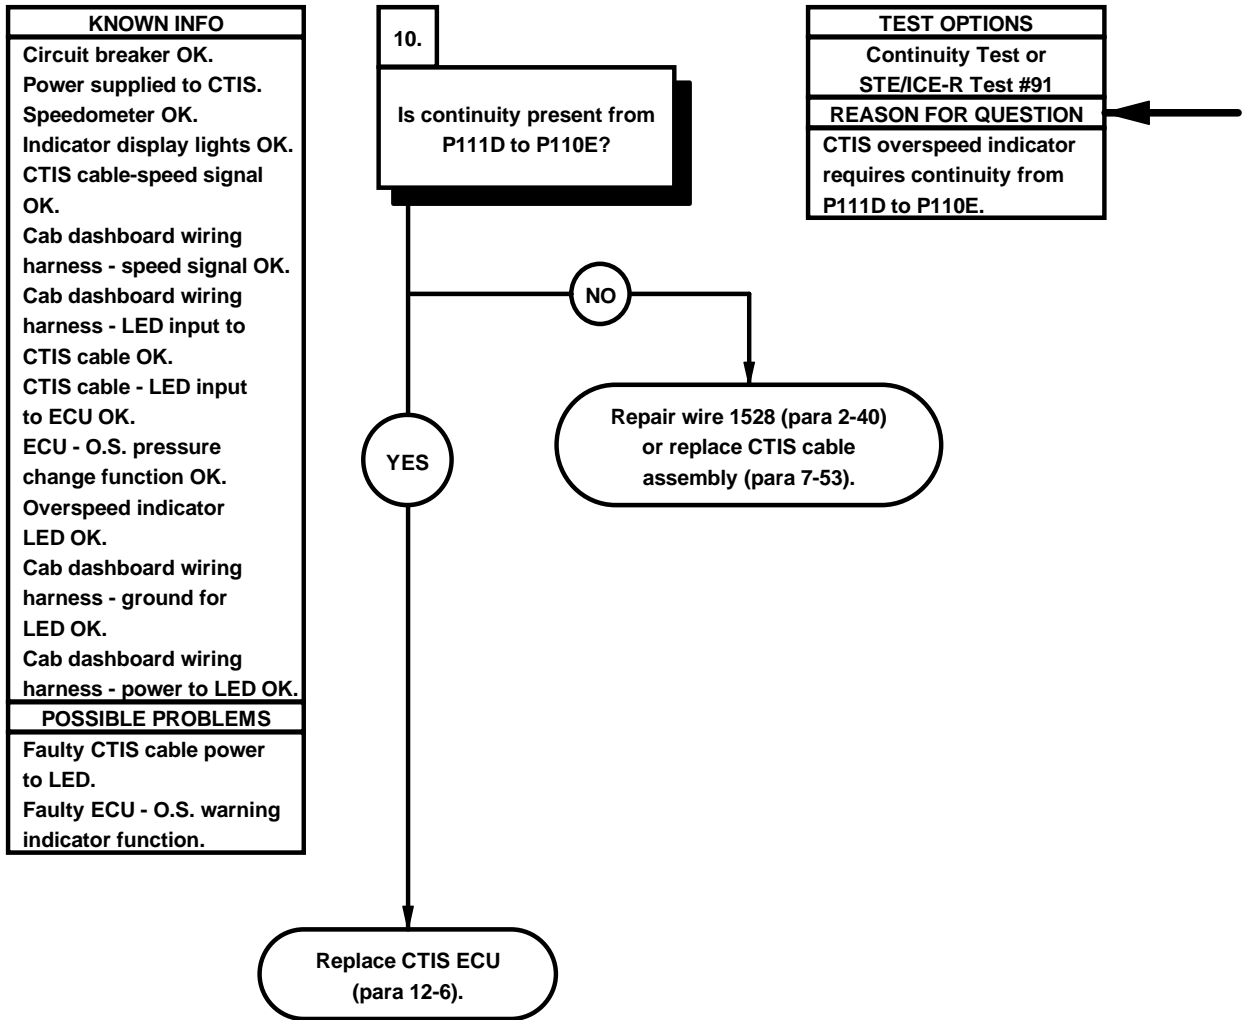 KNOWN INFO
Circuit breaker OK.
Power supplied to CTIS.
Speedometer OK.
Indicator display lights OK.
CTIS cable-speed signal
OK.
Cab dashboard wiring
harness - speed signal OK.
Cab dashboard wiring
harness - LED input to
CTIS cable OK.
CTIS cable - LED input
to ECU OK.
ECU - O.S. pressure
change function OK.
Overspeed indicator
LED OK.
Cab dashboard wiring
harness - ground for
LED OK.
Cab dashboard wiring
harness - power to LED OK.
POSSIBLE PROBLEMS
Faulty CTIS cable power
to LED.
Faulty ECU - O.S. warning
indicator function.
10.
Is continuity present from
P111D to P110E?
TEST OPTIONS
Continuity Test or
STE/ICE-R Test #91
REASON FOR QUESTION
CTIS overspeed indicator
requires continuity from
P111D to P110E.
NO
Repair wire 1528 (para 2-40)
or replace CTIS cable
assembly (para 7-53).
YES
Replace CTIS ECU
(para 12-6).